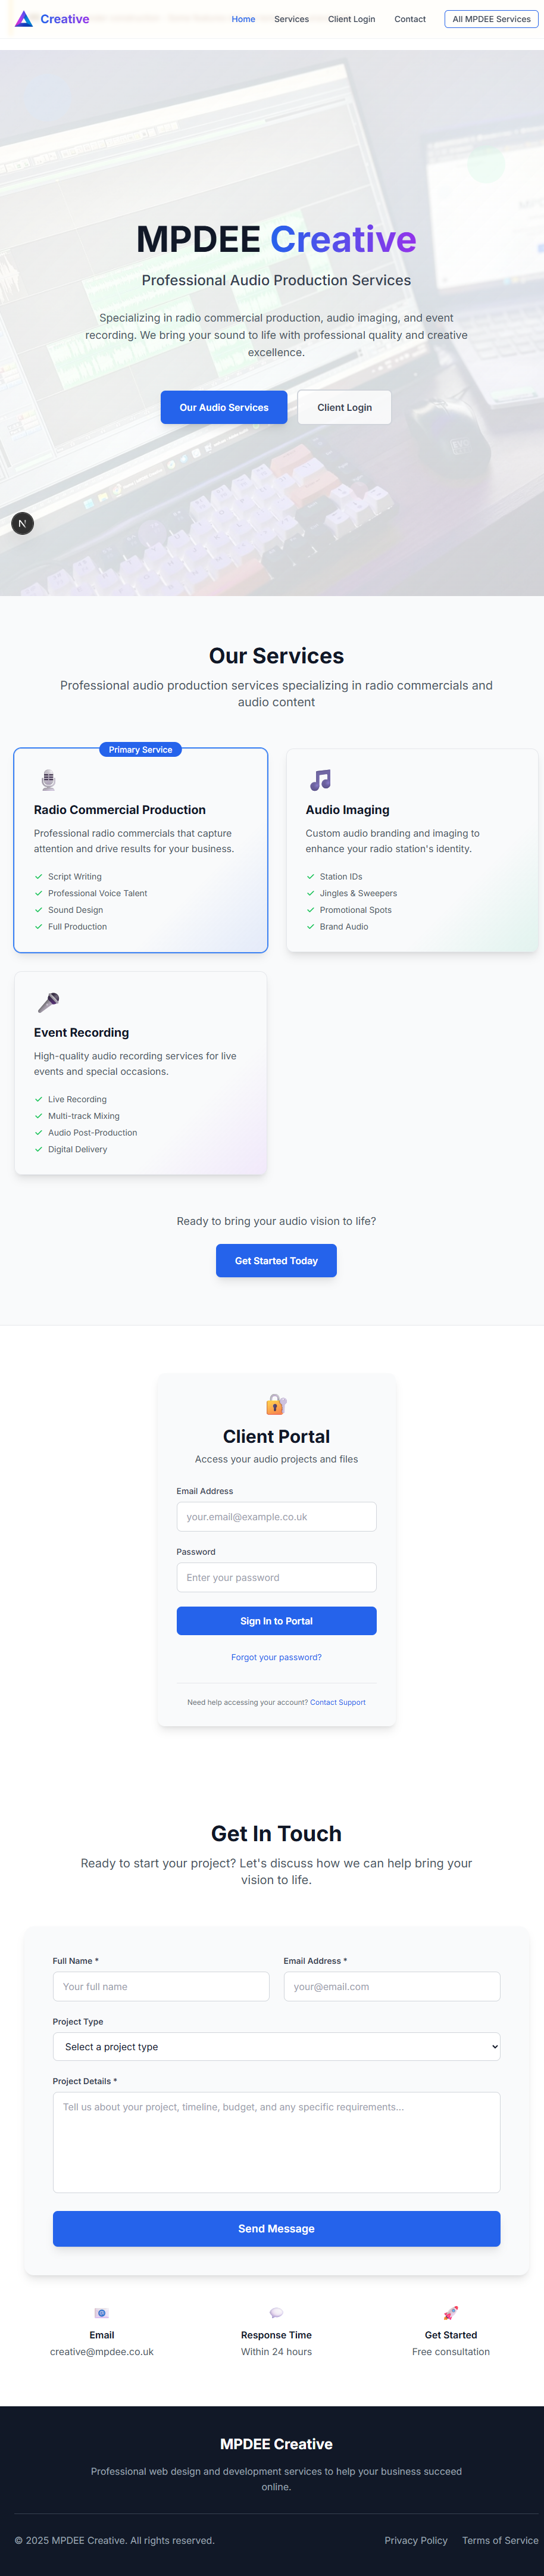 Creative
Home
Services
Client Login
Contact
All MPDEE Services
MPDEE Creative
Professional Audio Production Services
Specializing in radio commercial production, audio imaging, and event
recording. We bring your sound to life with professional quality and creative
excellence.
Our Audio Services
Client Login
N
Our Services
Professional audio production services specializing in radio commercials and
audio content
Primary Service
Radio Commercial Production
Professional radio commercials that capture
attention and drive results for your business.
Script Writing
Professional Voice Talent
Sound Design
Full Production
Audio Imaging
Custom audio branding and imaging to
enhance your radio station's identity.
Station IDs
Jingles & Sweepers
Promotional Spots
Brand Audio
Event Recording
High-quality audio recording services for live
events and special occasions.
Live Recording
Multi-track Mixing
Audio Post-Production
Digital Delivery
Ready to bring your audio vision to life?
Get Started Today
Client Portal
Access your audio projects and files
Email Address
your.email@example.co.uk
Password
Enter your password
Sign In to Portal
Forgot your password?
Need help accessing your account? Contact Support
Get In Touch
Ready to start your project? Let's discuss how we can help bring your
vision to life.
Full Name *
Your full name
Email Address *
your@email.com
Project Type
Select a project type
Project Details *
Tell us about your project, timeline, budget, and any specific requirements...
Send Message
Email
creative@mpdee.co.uk
Response Time
Within 24 hours
Get Started
Free consultation
MPDEE Creative
Professional web design and development services to help your business succeed
online.
© 2025 MPDEE Creative. All rights reserved.
Privacy Policy
Terms of Service